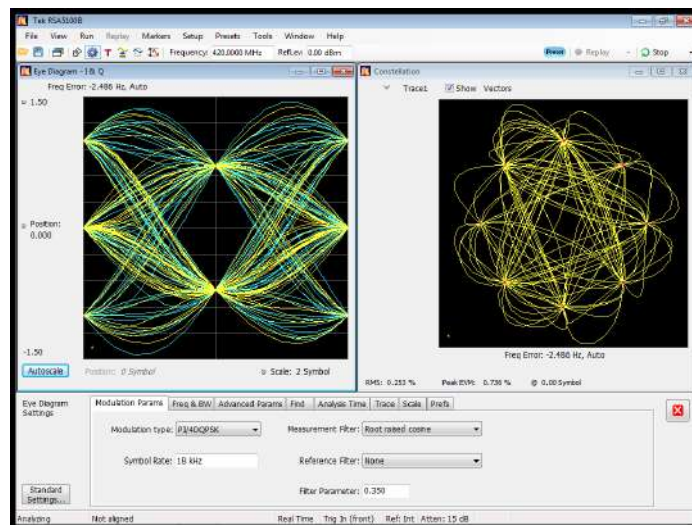 Tek RSA5100B
File View Run Replay Markers Setup Presets Tools Window Help
Frequency: 420.0000 MHz RefLev: 0.00 dBm Preset Replay Stop
Eye Diagram - I & Q
Freq Error: -2.486 Hz, Auto
1.50
Position:
0.000
-1.50
Autoscale Position: 0 Symbol Scale: 2 Symbol
Constellation
Trace1 Show Vectors
Freq Error: -2.486 Hz, Auto
RMS: 0.253 % Peak EVM: 0.736 % @ 0.00 Symbol
Eye Diagram
Settings
Modulation Params Freq & BW Advanced Params Find Analysis Time Trace Scale Prefs
Modulation type: PI/4DQPSK Measurement Filter: Root raised cosine
Symbol Rate: 18 kHz Reference Filter: None
Filter Parameter: 0.350
Standard
Settings...
Analyzing Not aligned Real Time Trig In (front) Ref: Int Atten: 15 dB